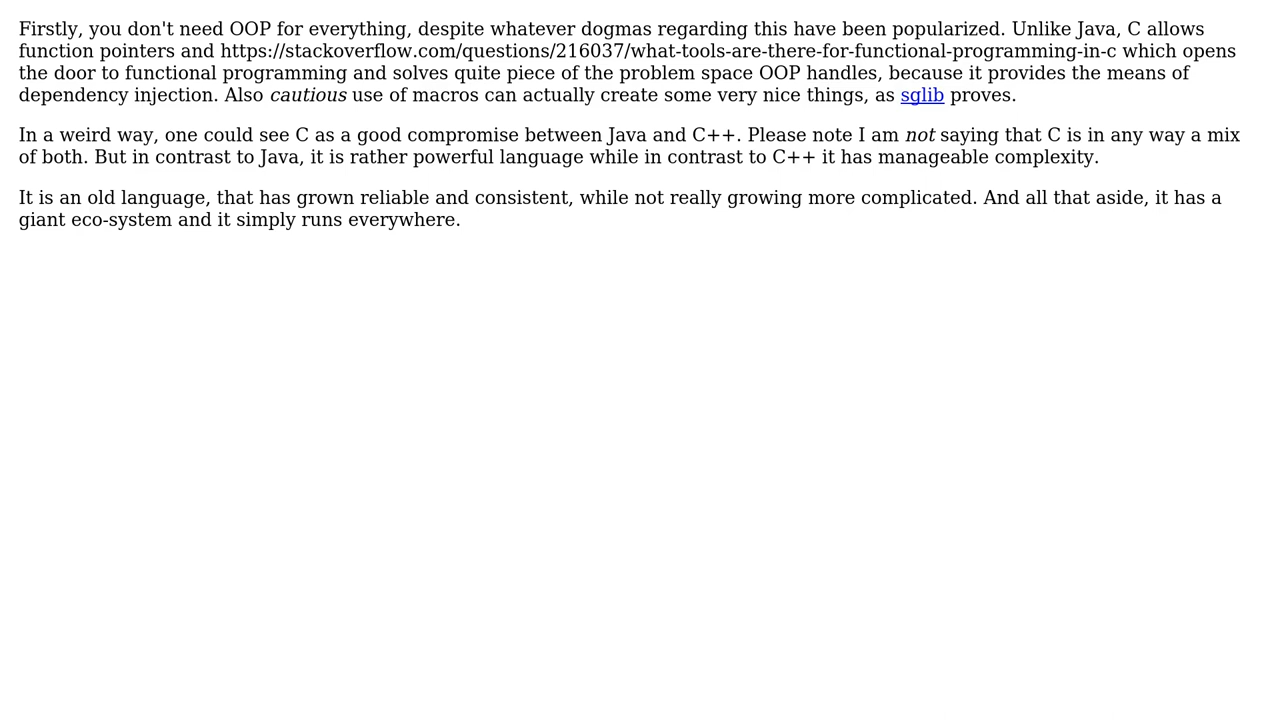 Firstly, you don't need OOP for everything, despite whatever dogmas regarding this have been popularized. Unlike Java, C allows
function pointers and https://stackoverflow.com/questions/216037/what-tools-are-there-for-functional-programming-in-c which opens
the door to functional programming and solves quite piece of the problem space OOP handles, because it provides the means of
dependency injection. Also cautious use of macros can actually create some very nice things, as sglib proves.
In a weird way, one could see C as a good compromise between Java and C++. Please note I am not saying that C is in any way a mix
of both. But in contrast to Java, it is rather powerful language while in contrast to C++ it has manageable complexity.
It is an old language, that has grown reliable and consistent, while not really growing more complicated. And all that aside, it has a
giant eco-system and it simply runs everywhere.